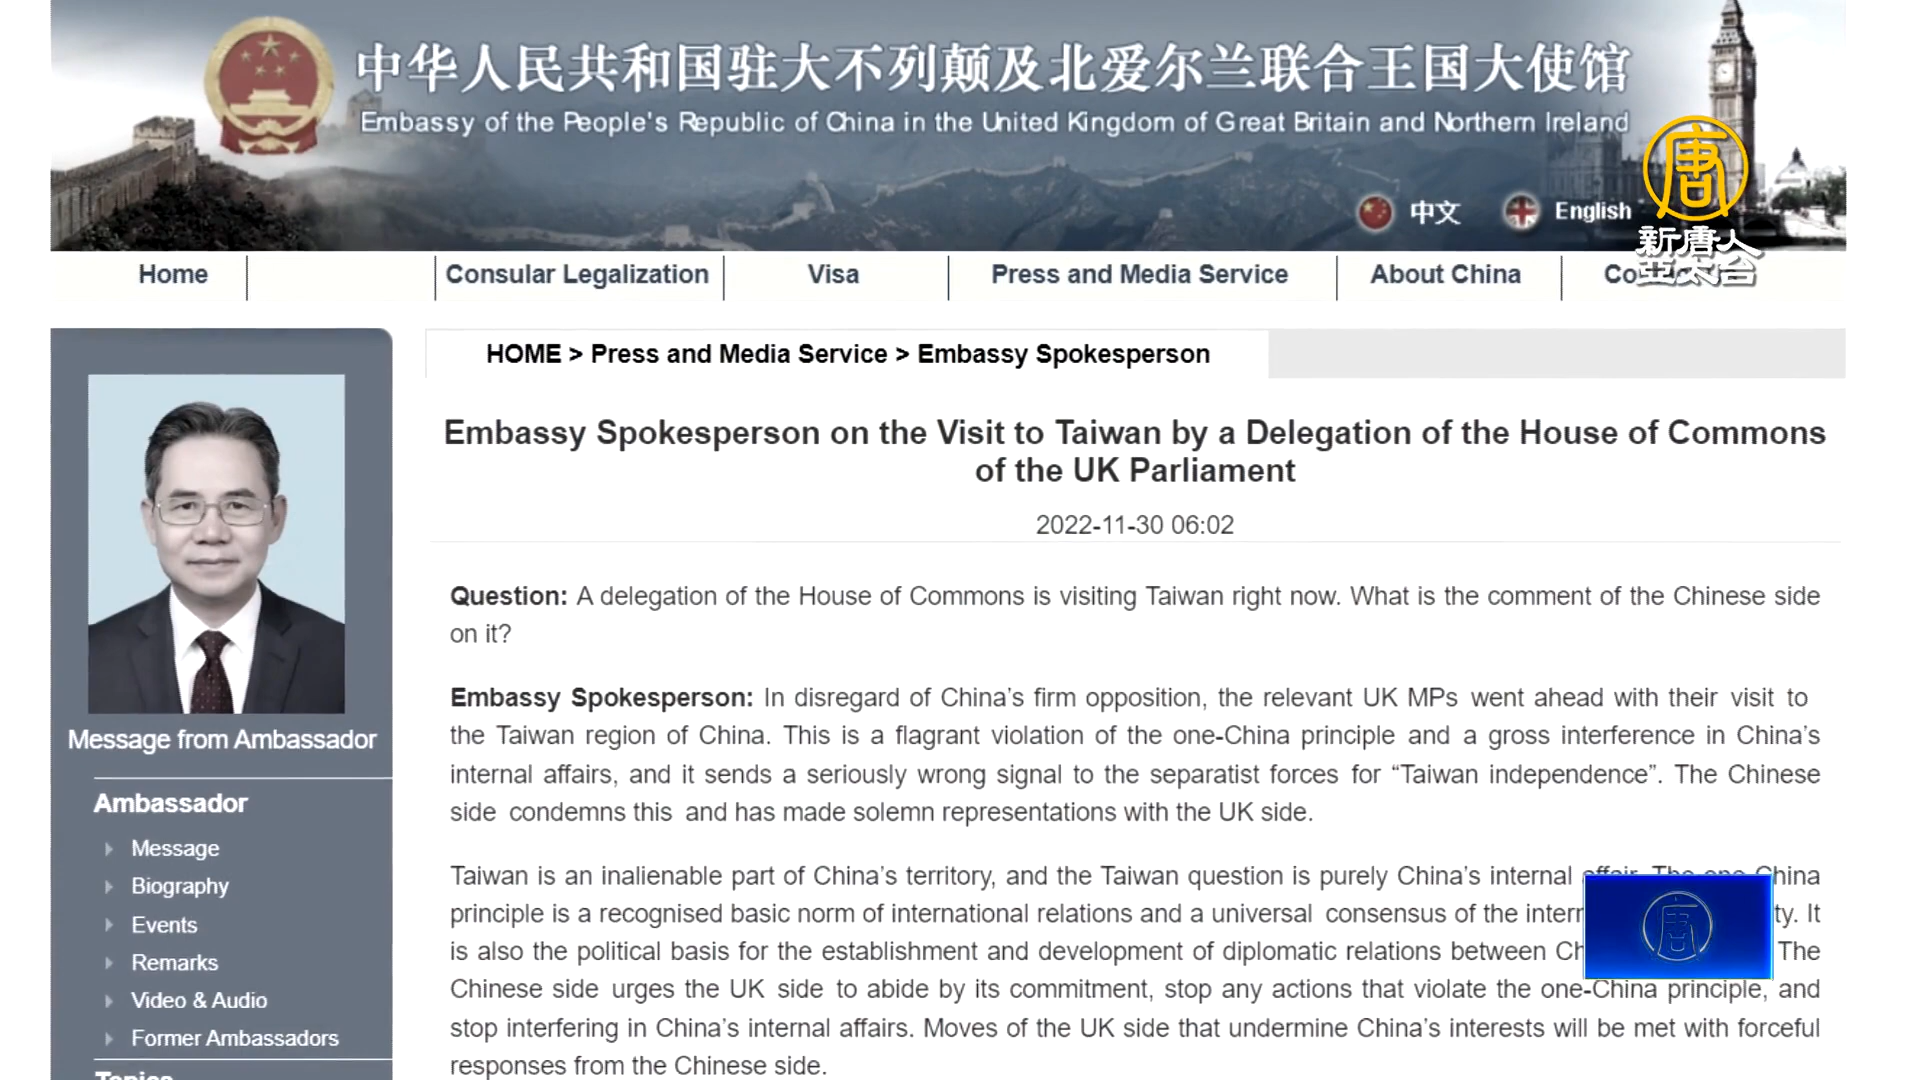 中华人民共和国驻大不列颠及北爱尔兰联合王国大使馆
Embassy of the People's Republic of China in the United Kingdom of Great Britain and Northern Ireland
中文
English
唐
新唐人
亞太台
Home
Consular Legalization
Visa
Press and Media Service
About China
HOME > Press and Media Service > Embassy Spokesperson
Message from Ambassador
Ambassador
Message
Biography
Events
Remarks
Video & Audio
Former Ambassadors
Topics
Embassy Spokesperson on the Visit to Taiwan by a Delegation of the House of Commons
of the UK Parliament
2022-11-30 06:02
Question: A delegation of the House of Commons is visiting Taiwan right now. What is the comment of the Chinese side
on it?
Embassy Spokesperson: In disregard of China’s firm opposition, the relevant UK MPs went ahead with their visit to
the Taiwan region of China. This is a flagrant violation of the one-China principle and a gross interference in China’s
internal affairs, and it sends a seriously wrong signal to the separatist forces for “Taiwan independence”. The Chinese
side condemns this and has made solemn representations with the UK side.
Taiwan is an inalienable part of China’s territory, and the Taiwan question is purely China’s internal affair. The one-China
principle is a recognised basic norm of international relations and a universal consensus of the It
is also the political basis for the establishment and development of diplomatic relations between The
Chinese side urges the UK side to abide by its commitment, stop any actions that violate the one-China principle, and
stop interfering in China’s internal affairs. Moves of the UK side that undermine China’s interests will be met with forceful
responses from the Chinese side.
唐